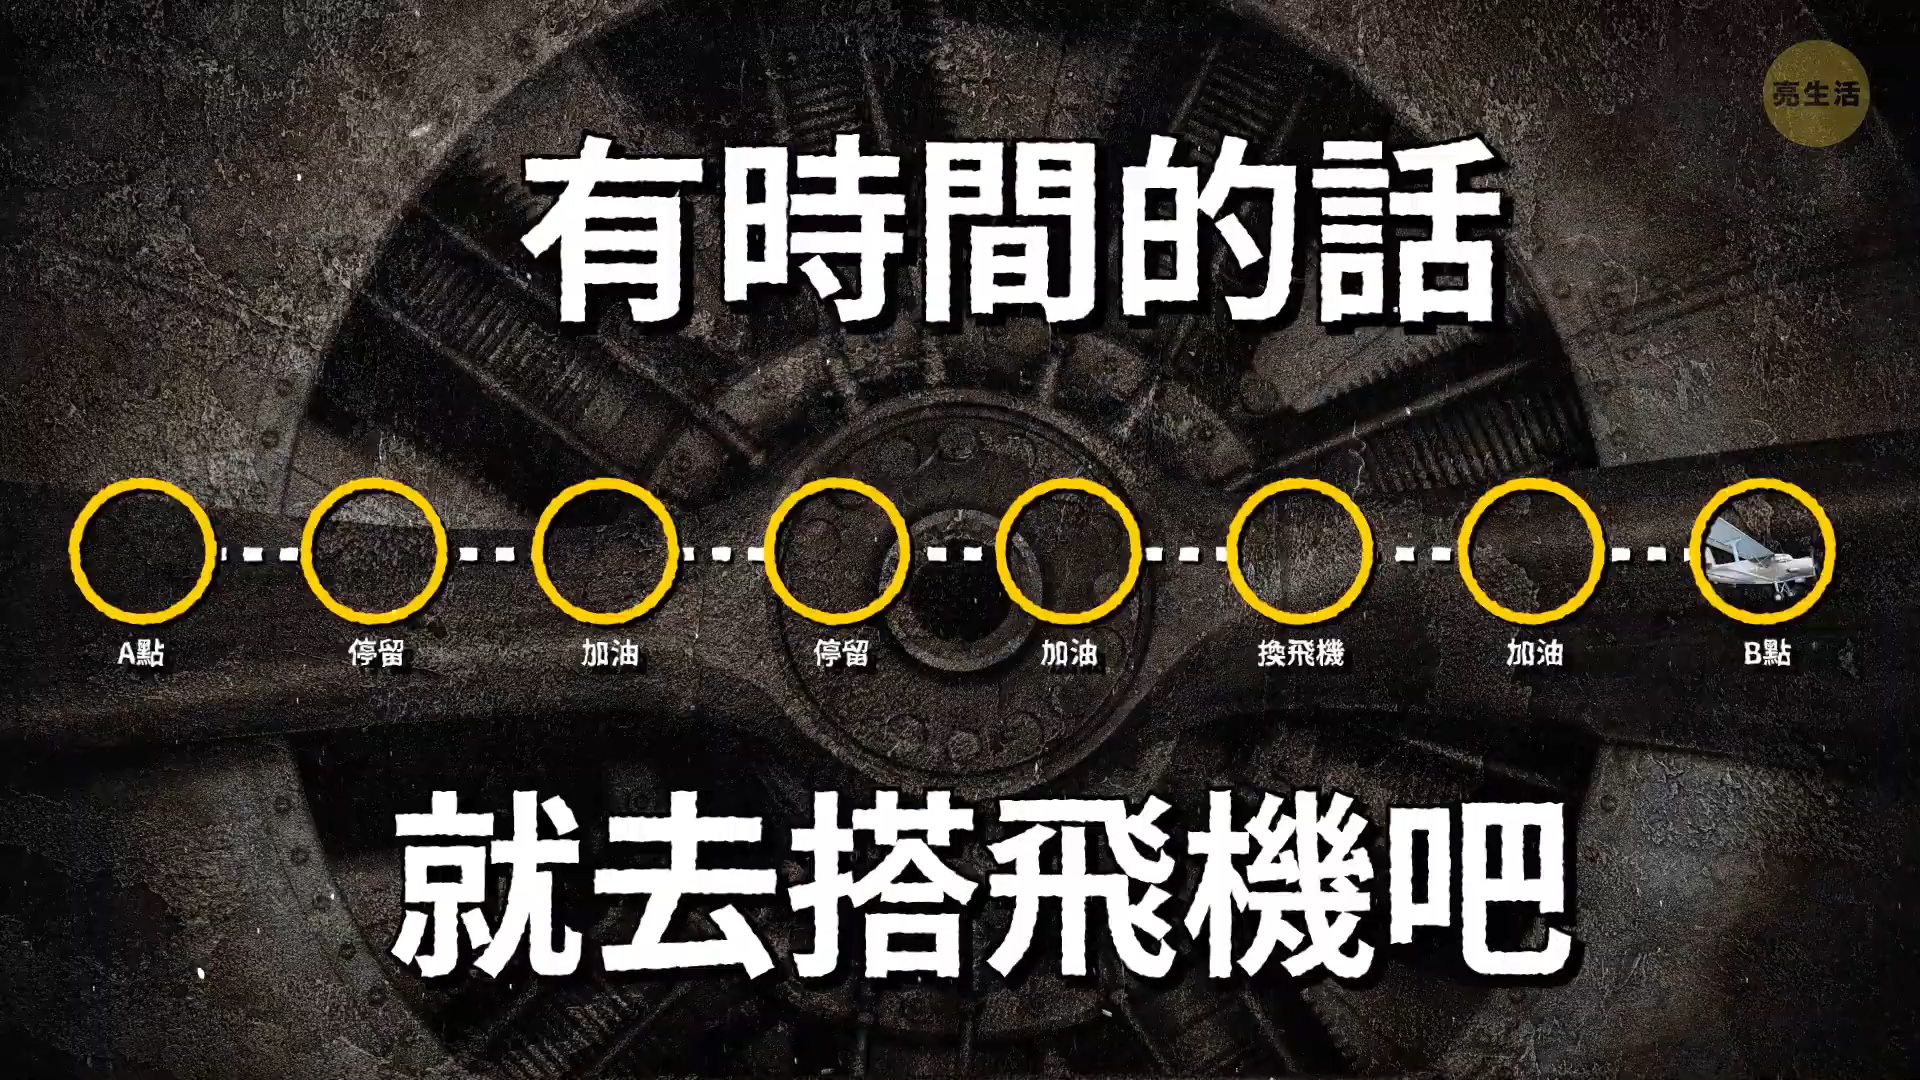 亮生活
有時間的話
A點
停留
加油
停留
加油
換飛機
加油
B點
就去搭飛機吧